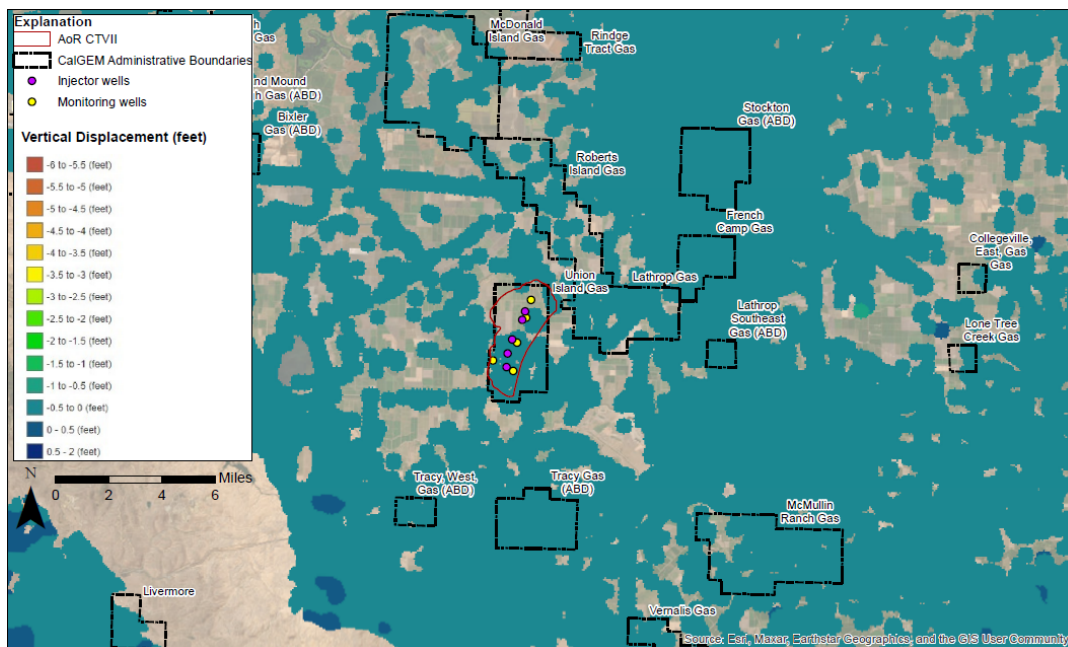 Explanation
AoR CTVII
CalGEM Administrative Boundaries
Injector wells
Monitoring wells
Vertical Displacement (feet)
-6 to -5.5 (feet)
-5.5 to -5 (feet)
-5 to -4.5 (feet)
-4.5 to -4 (feet)
-4 to -3.5 (feet)
-3.5 to -3 (feet)
-3 to -2.5 (feet)
-2.5 to -2 (feet)
-2 to -1.5 (feet)
-1.5 to -1 (feet)
-1 to -0.5 (feet)
-0.5 to 0 (feet)
0 - 0.5 (feet)
0.5 - 2 (feet)
N
Miles
0 2 4 6
h
Gas
nd Mound
h Gas (ABD)
Bixler
Gas (ABD)
McDonald
Island Gas
Rindge
Tract Gas
Stockton
Gas (ABD)
Roberts
Island Gas
French
Camp Gas
Collegeville,
East, Gas
Gas
Union
Island Gas
Lathrop Gas
Lathrop
Southeast
Gas (ABD)
Lone Tree
Creek Gas
Tracy, West,
Gas (ABD)
Tracy Gas
(ABD)
McMullin
Ranch Gas
Livermore
Vernalis Gas
Source: Esri, Maxar, Earthstar Geographics, and the GIS User Community